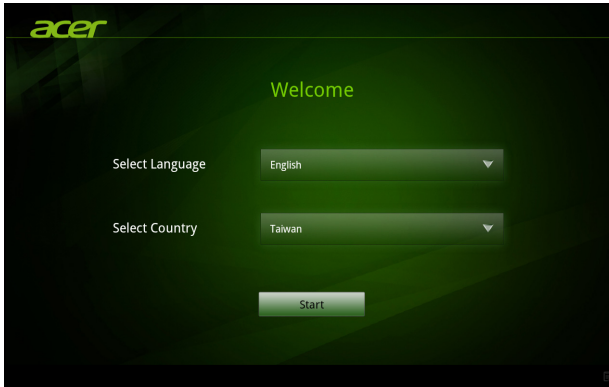 acer
Welcome
Select Language English
Select Country Taiwan
Start